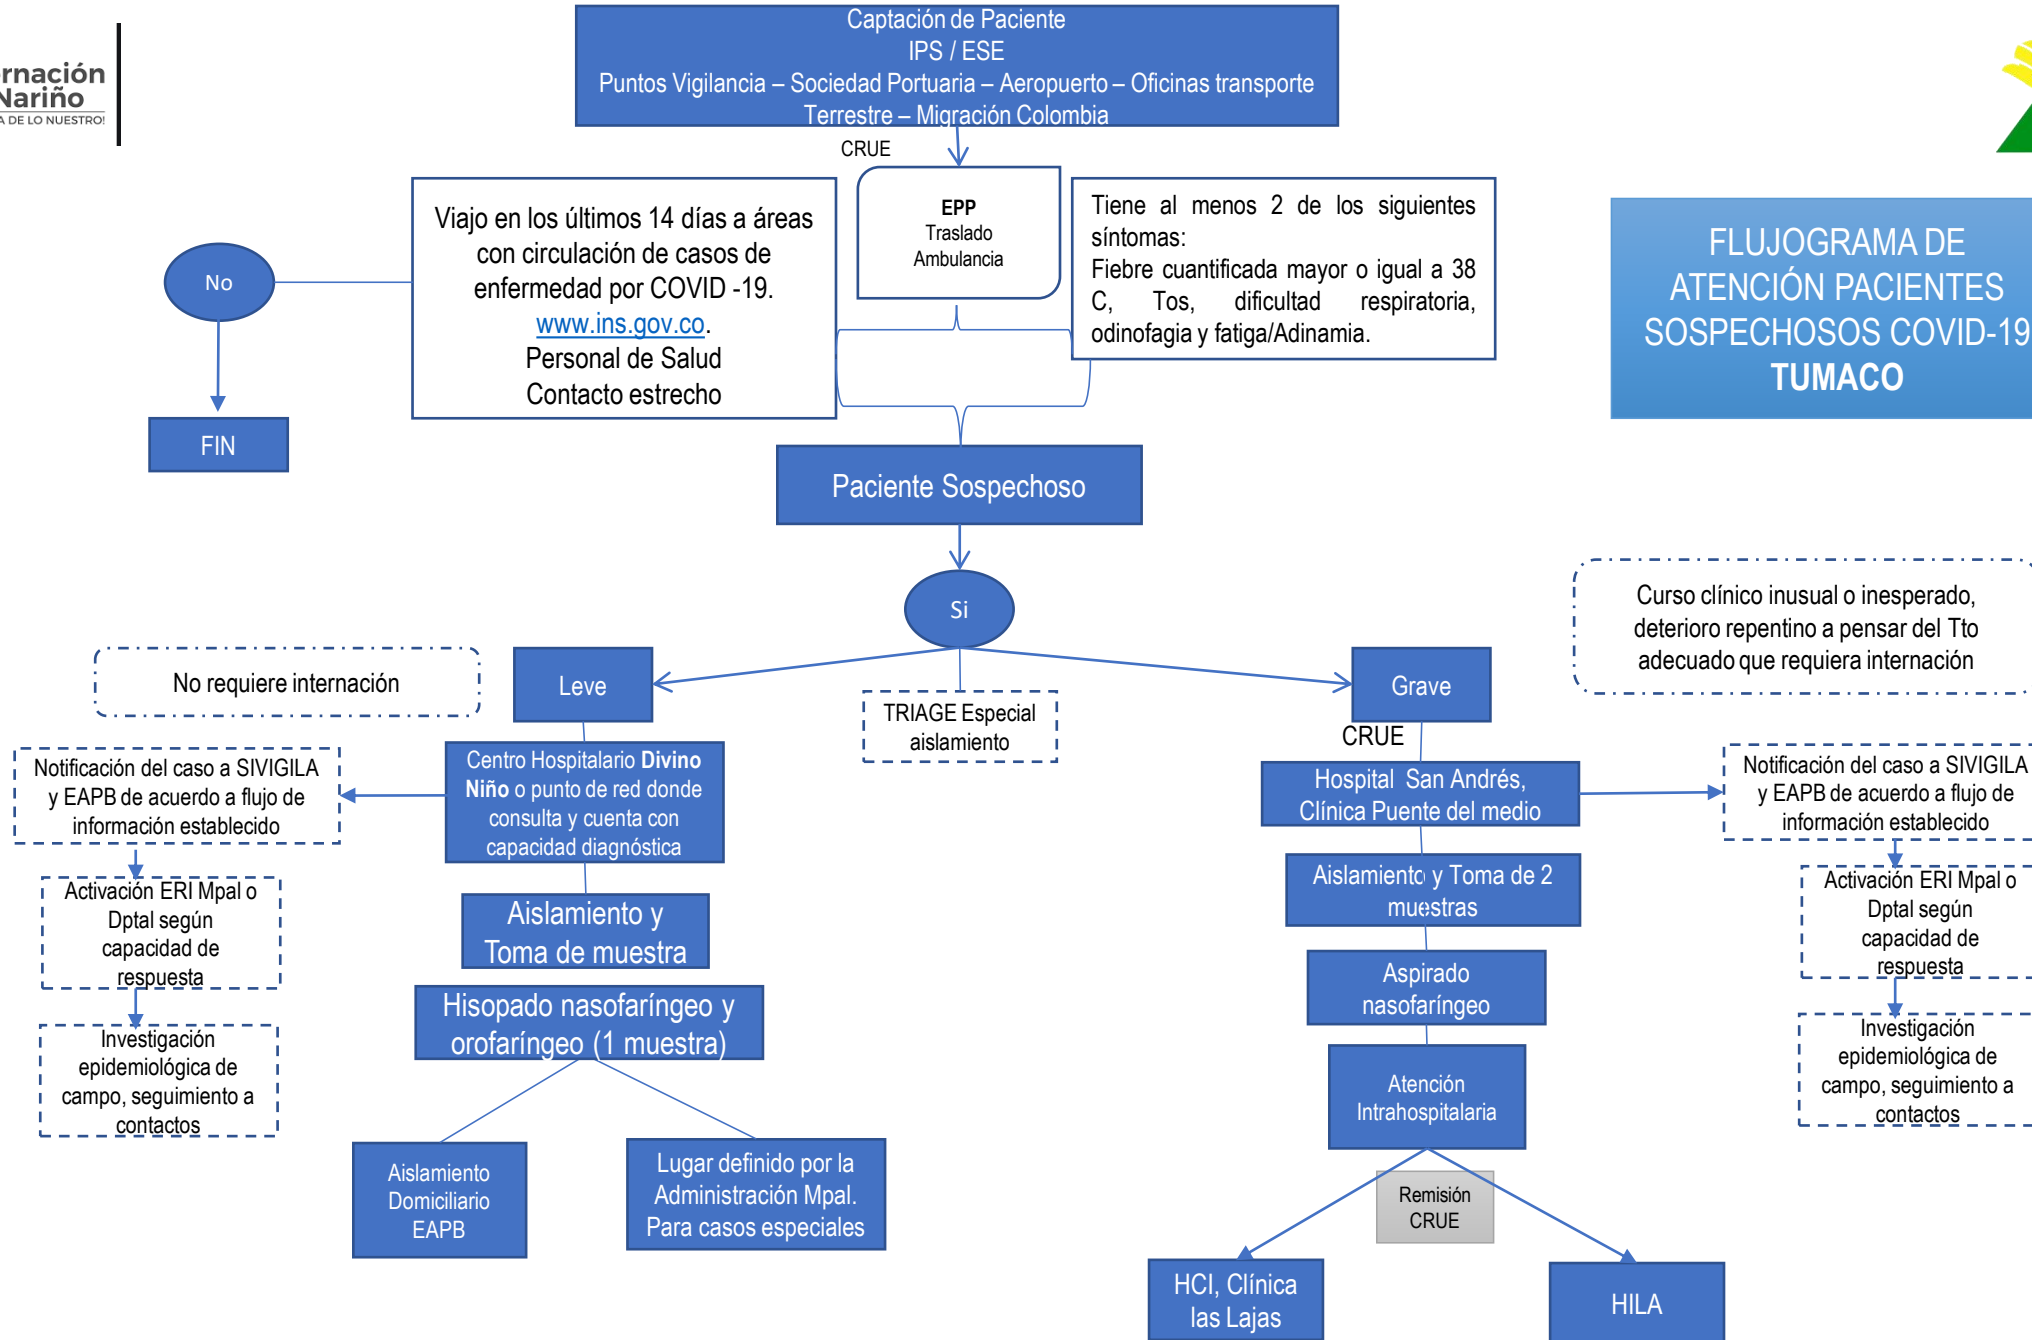 Captación de Paciente
IPS / ESE
Puntos Vigilancia – Sociedad Portuaria – Aeropuerto – Oficinas transporte
Terrestre – Migración Colombia
rnación
Nariño
A DE LO NUESTRO!
CRUE
EPP
Traslado
Ambulancia
Viajo en los últimos 14 días a áreas
con circulación de casos de
enfermedad por COVID -19.
www.ins.gov.co.
Personal de Salud
Contacto estrecho
Tiene al menos 2 de los siguientes
síntomas:
Fiebre cuantificada mayor o igual a 38
C, Tos, dificultad respiratoria,
odinofagia y fatiga/Adinamia.
FLUJOGRAMA DE
ATENCIÓN PACIENTES
SOSPECHOSOS COVID-19
TUMACO
No
FIN
Paciente Sospechoso
Si
No requiere internación
Leve
TRIAGE Especial
aislamiento
Grave
CRUE
Curso clínico inusual o inesperado,
deterioro repentino a pensar del Tto
adecuado que requiera internación
Notificación del caso a SIVIGILA
y EAPB de acuerdo a flujo de
información establecido
Centro Hospitalario Divino
Niño o punto de red donde
consulta y cuenta con
capacidad diagnóstica
Hospital San Andrés,
Clínica Puente del medio
Notificación del caso a SIVIGILA
y EAPB de acuerdo a flujo de
información establecido
Activación ERI Mpal o
Dptal según
capacidad de
respuesta
Aislamiento y
Toma de muestra
Aislamiento y Toma de 2
muestras
Activación ERI Mpal o
Dptal según
capacidad de
respuesta
Hisopado nasofaríngeo y
orofaríngeo (1 muestra)
Aspirado
nasofaríngeo
Investigación
epidemiológica de
campo, seguimiento a
contactos
Atención
Intrahospitalaria
Investigación
epidemiológica de
campo, seguimiento a
contactos
Aislamiento
Domiciliario
EAPB
Lugar definido por la
Administración Mpal.
Para casos especiales
Remisión
CRUE
HCI, Clínica
las Lajas
HILA